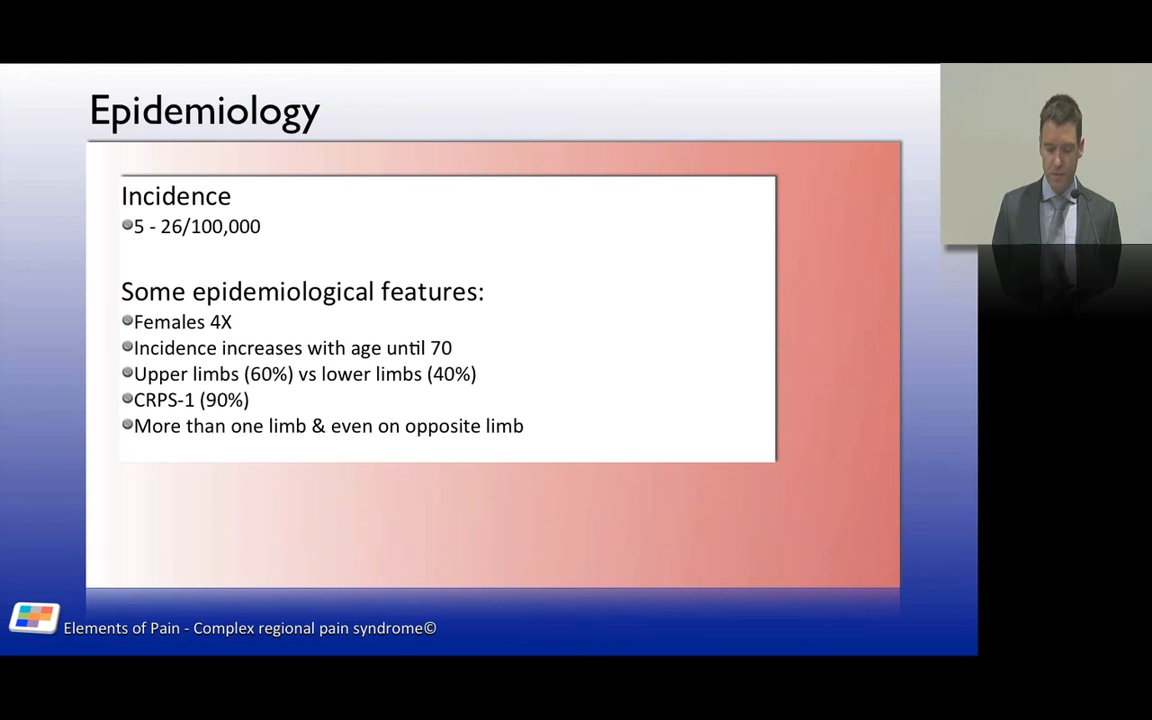 Epidemiology
Incidence
5 - 26/100,000
Some epidemiological features:
Females 4X
Incidence increases with age until 70
Upper limbs (60%) vs lower limbs (40%)
CRPS-1 (90%)
More than one limb & even on opposite limb
Elements of Pain - Complex regional pain syndrome©